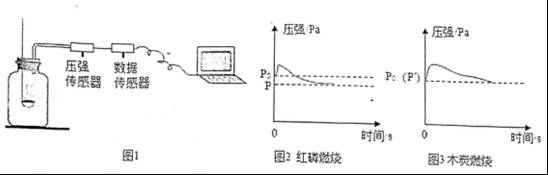 压强
传感器
数据
传感器
图1
压强/Pa
P₀
P
0
时间/s
图2 红磷燃烧
压强/Pa
P₀ (P')
0
时间/s
图3 木炭燃烧